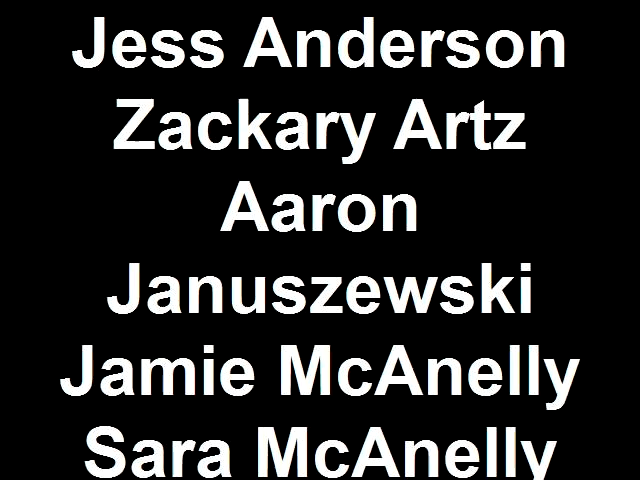 Jess Anderson
Zackary Artz
Aaron
Januszewski
Jamie McAnelly
Sara McAnelly